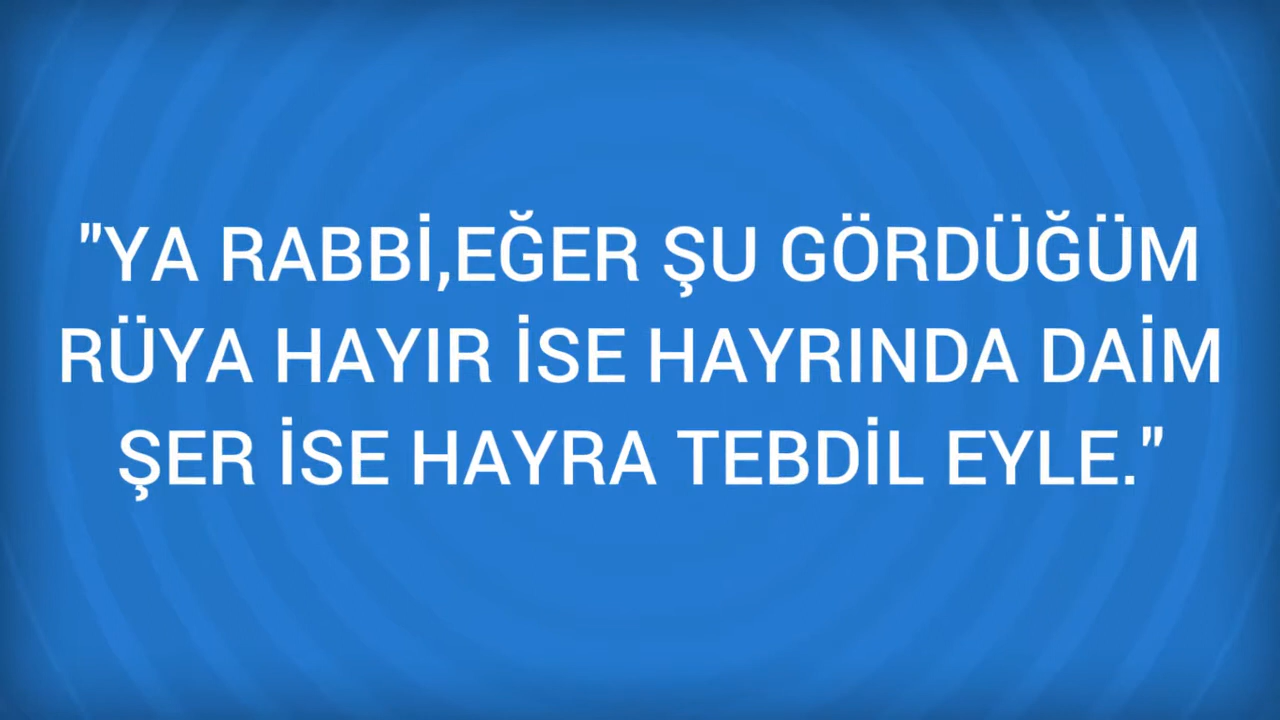 "YA RABBİ,EĞER ŞU GÖRDÜĞÜM
RÜYA HAYIR İSE HAYRINDA DAİM
ŞER İSE HAYRA TEBDİL EYLE."